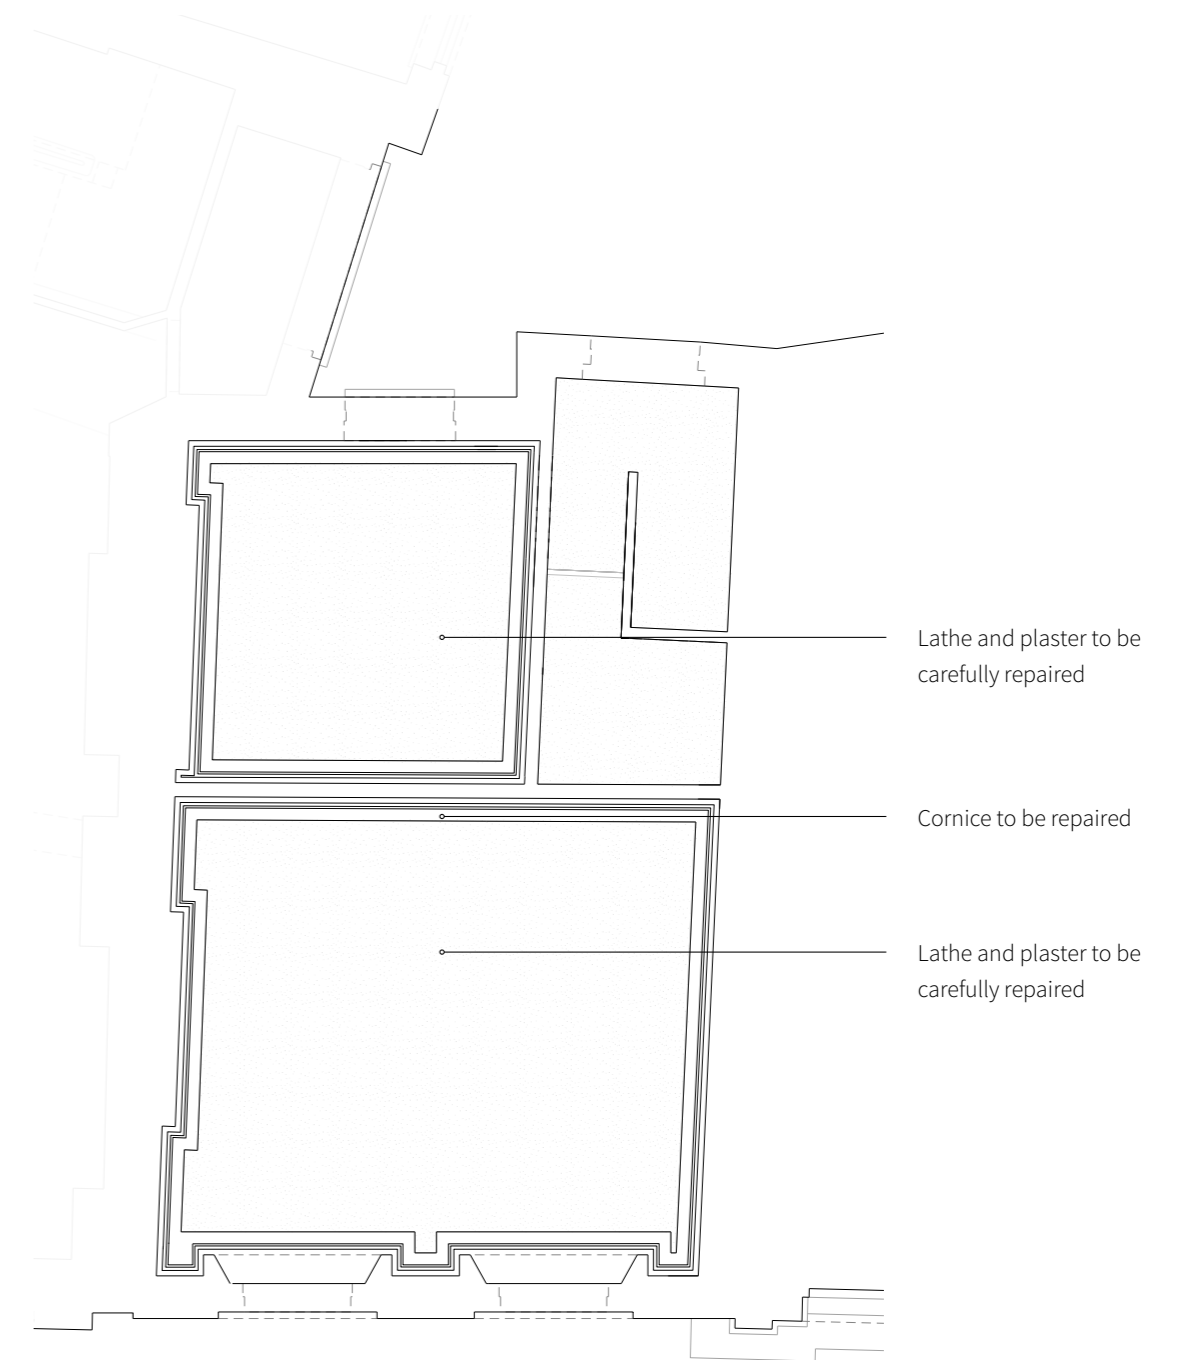 Lathe and plaster to be
carefully repaired
Cornice to be repaired
Lathe and plaster to be
carefully repaired